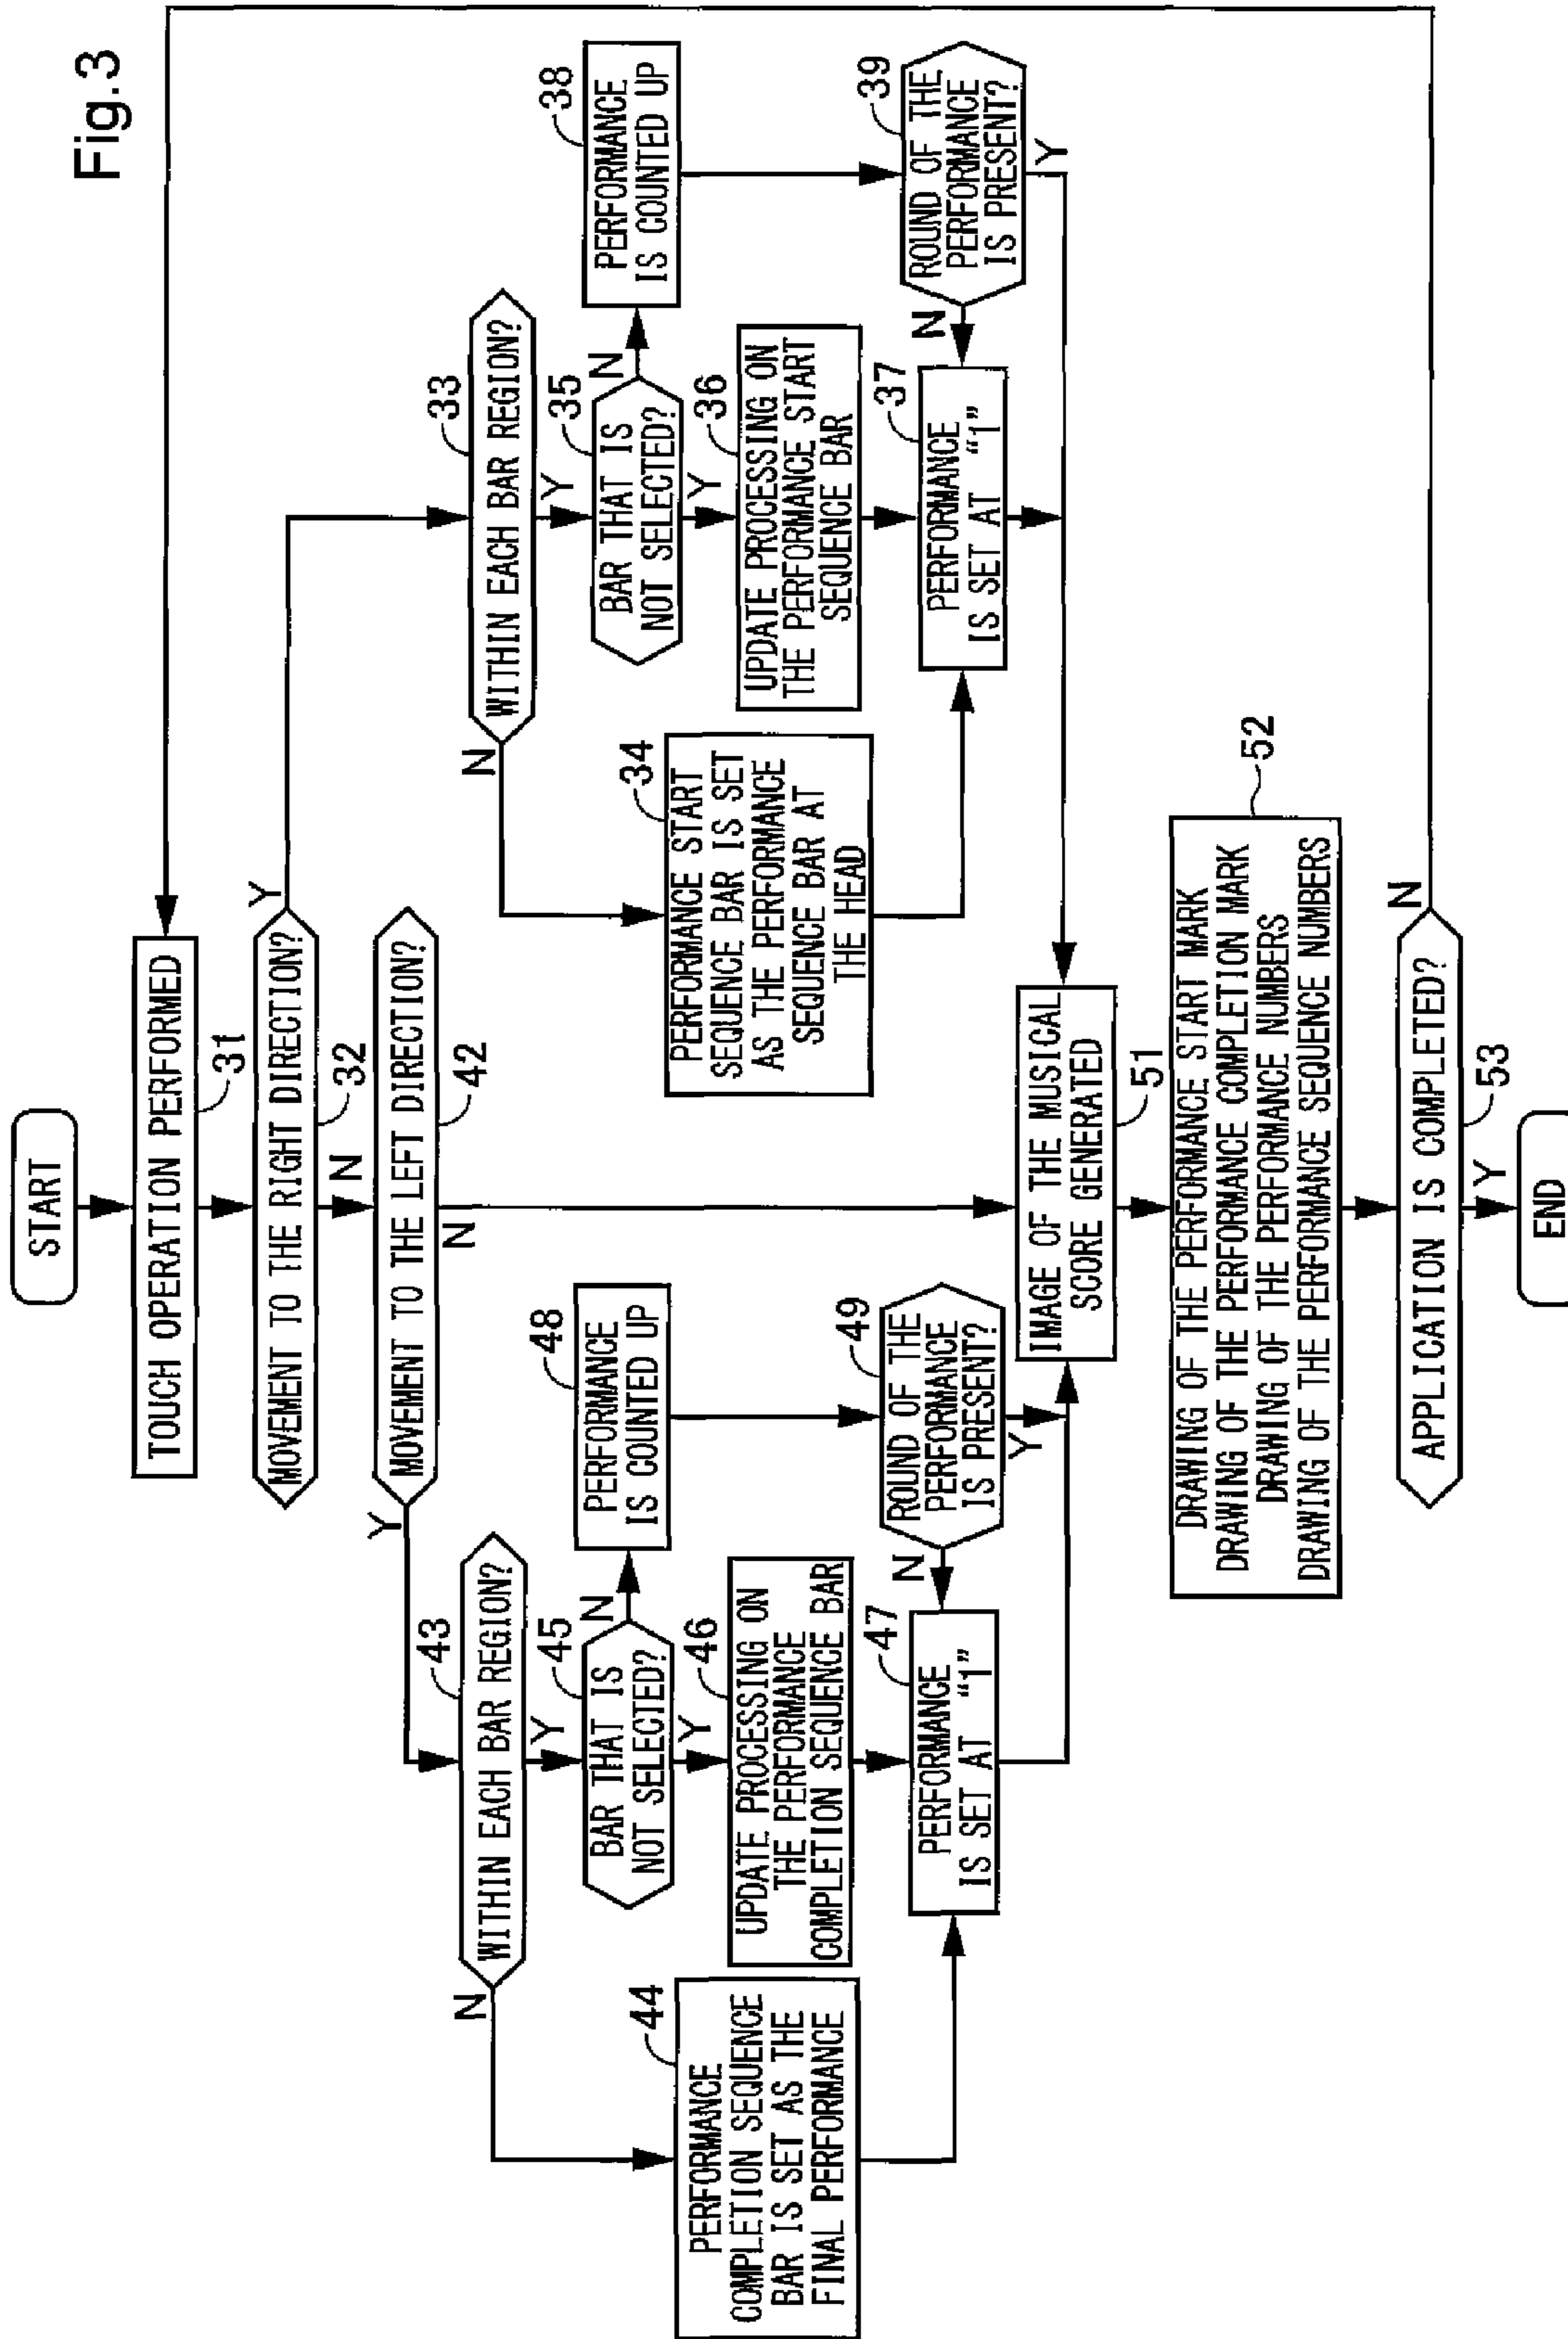 Fig.3
START
TOUCH OPERATION PERFORMED
31
MOVEMENT TO THE RIGHT DIRECTION?
Y
32
N
MOVEMENT TO THE LEFT DIRECTION?
42
Y
N
WITHIN EACH BAR REGION?
43
N
Y
PERFORMANCE
COMPLETION SEQUENCE
BAR IS SET AS THE
FINAL PERFORMANCE
44
BAR THAT IS
NOT SELECTED?
45
N
Y
UPDATE PROCESSING ON
THE PERFORMANCE
COMPLETION SEQUENCE BAR
46
PERFORMANCE
IS SET AT "1"
47
PERFORMANCE
IS COUNTED UP
48
ROUND OF THE
PERFORMANCE
IS PRESENT?
49
N
Y
WITHIN EACH BAR REGION?
33
N
Y
PERFORMANCE START
SEQUENCE BAR IS SET
AS THE PERFORMANCE
SEQUENCE BAR AT
THE HEAD
34
BAR THAT IS
NOT SELECTED?
35
N
Y
UPDATE PROCESSING ON
THE PERFORMANCE START
SEQUENCE BAR
36
PERFORMANCE
IS SET AT "1"
37
PERFORMANCE
IS COUNTED UP
38
ROUND OF THE
PERFORMANCE
IS PRESENT?
39
N
Y
IMAGE OF THE MUSICAL
SCORE GENERATED
51
DRAWING OF THE PERFORMANCE START MARK
DRAWING OF THE PERFORMANCE COMPLETION MARK
DRAWING OF THE PERFORMANCE NUMBERS
DRAWING OF THE PERFORMANCE SEQUENCE NUMBERS
52
APPLICATION IS COMPLETED?
53
N
Y
END